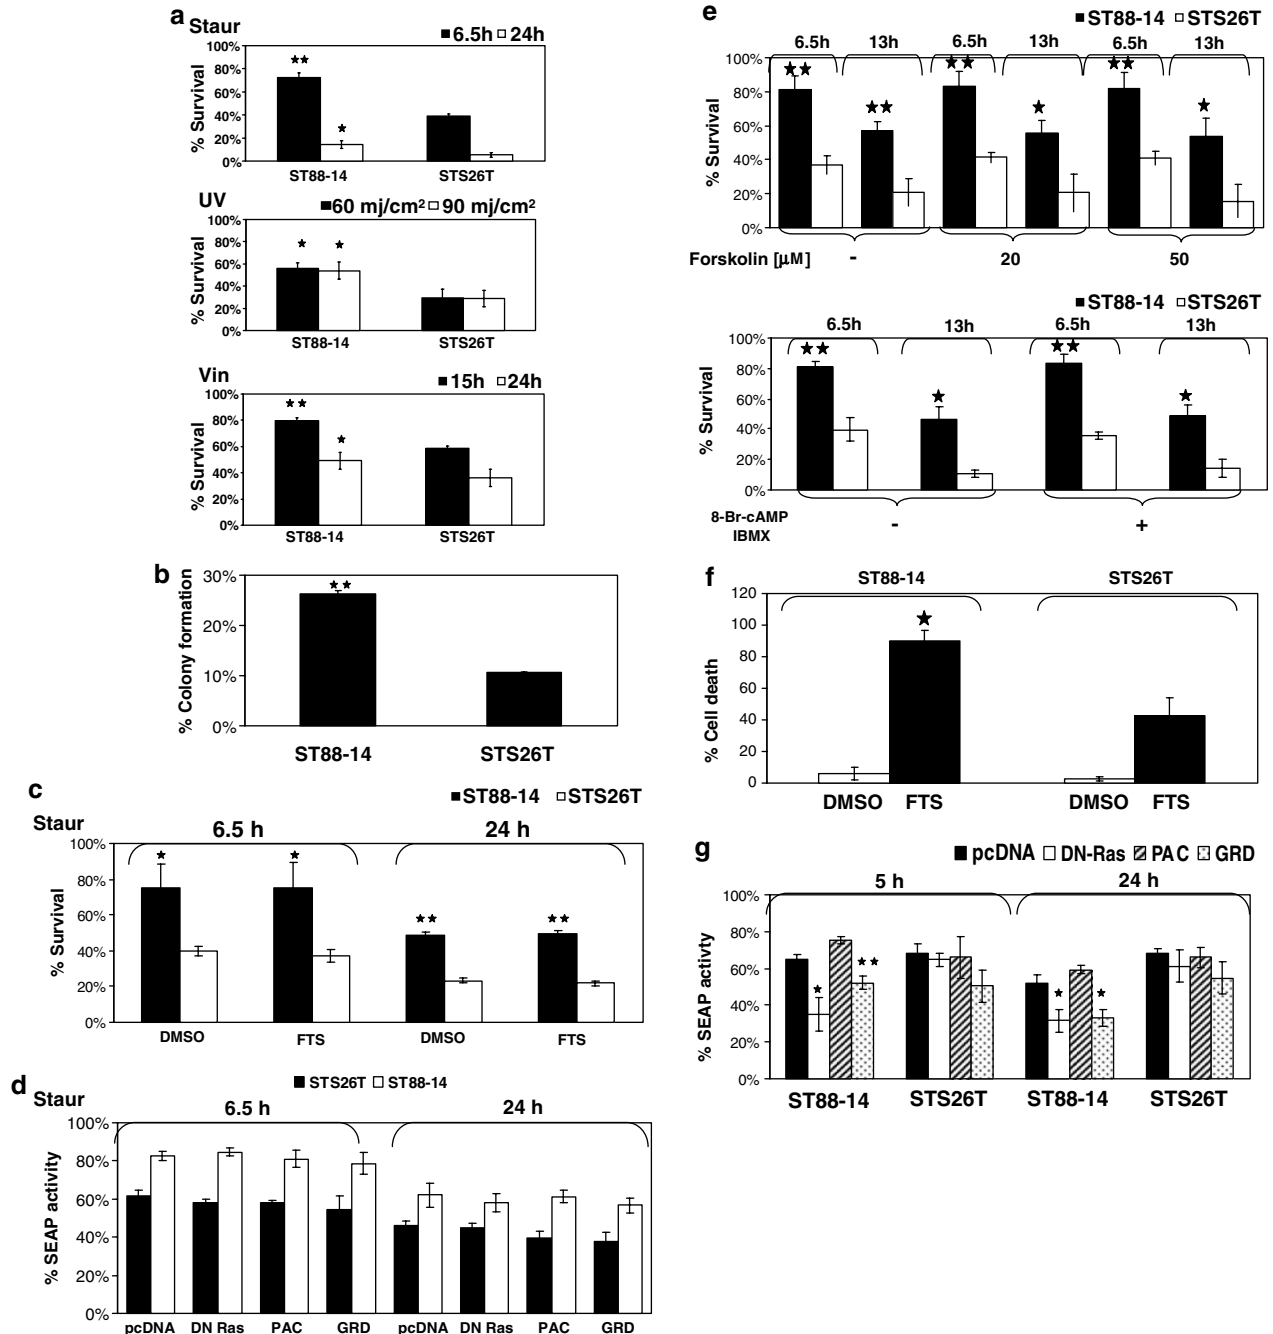 a
Staur
■6.5h □24h
% Survival
100%
80%
60%
40%
20%
0%
★★
★
ST88-14 STS26T
UV
■60 mj/cm² □ 90 mj/cm²
% Survival
100%
80%
60%
40%
20%
0%
★ ★
ST88-14 STS26T
Vin
■15h □24h
% Survival
100%
80%
60%
40%
20%
0%
★★
★
ST88-14 STS26T
b
% Colony formation
30%
20%
10%
0%
★★
ST88-14 STS26T
c
■ST88-14 □STS26T
Staur
6.5 h 24 h
% Survival
100%
80%
60%
40%
20%
0%
★ ★ ★★ ★★
DMSO FTS DMSO FTS
d
■STS26T □ST88-14
Staur
6.5 h 24 h
% SEAP activity
100%
80%
60%
40%
20%
0%
pcDNA DN Ras PAC GRD pcDNA DN Ras PAC GRD
e
■ST88-14 □STS26T
6.5h 13h 6.5h 13h 6.5h 13h
% Survival
100%
80%
60%
40%
20%
0%
★★ ★★ ★★ ★ ★★ ★
Forskolin [μM] - 20 50
■ST88-14 □STS26T
6.5h 13h 6.5h 13h
% Survival
100%
80%
60%
40%
20%
0%
★★ ★ ★★ ★
8-Br-cAMP
IBMX
- +
f
ST88-14 STS26T
% Cell death
120
100
80
60
40
20
0
★
DMSO FTS DMSO FTS
g
■pcDNA □DN-Ras PAC GRD
5 h 24 h
% SEAP activty
100%
80%
60%
40%
20%
0%
★ ★★ ★ ★
ST88-14 STS26T ST88-14 STS26T